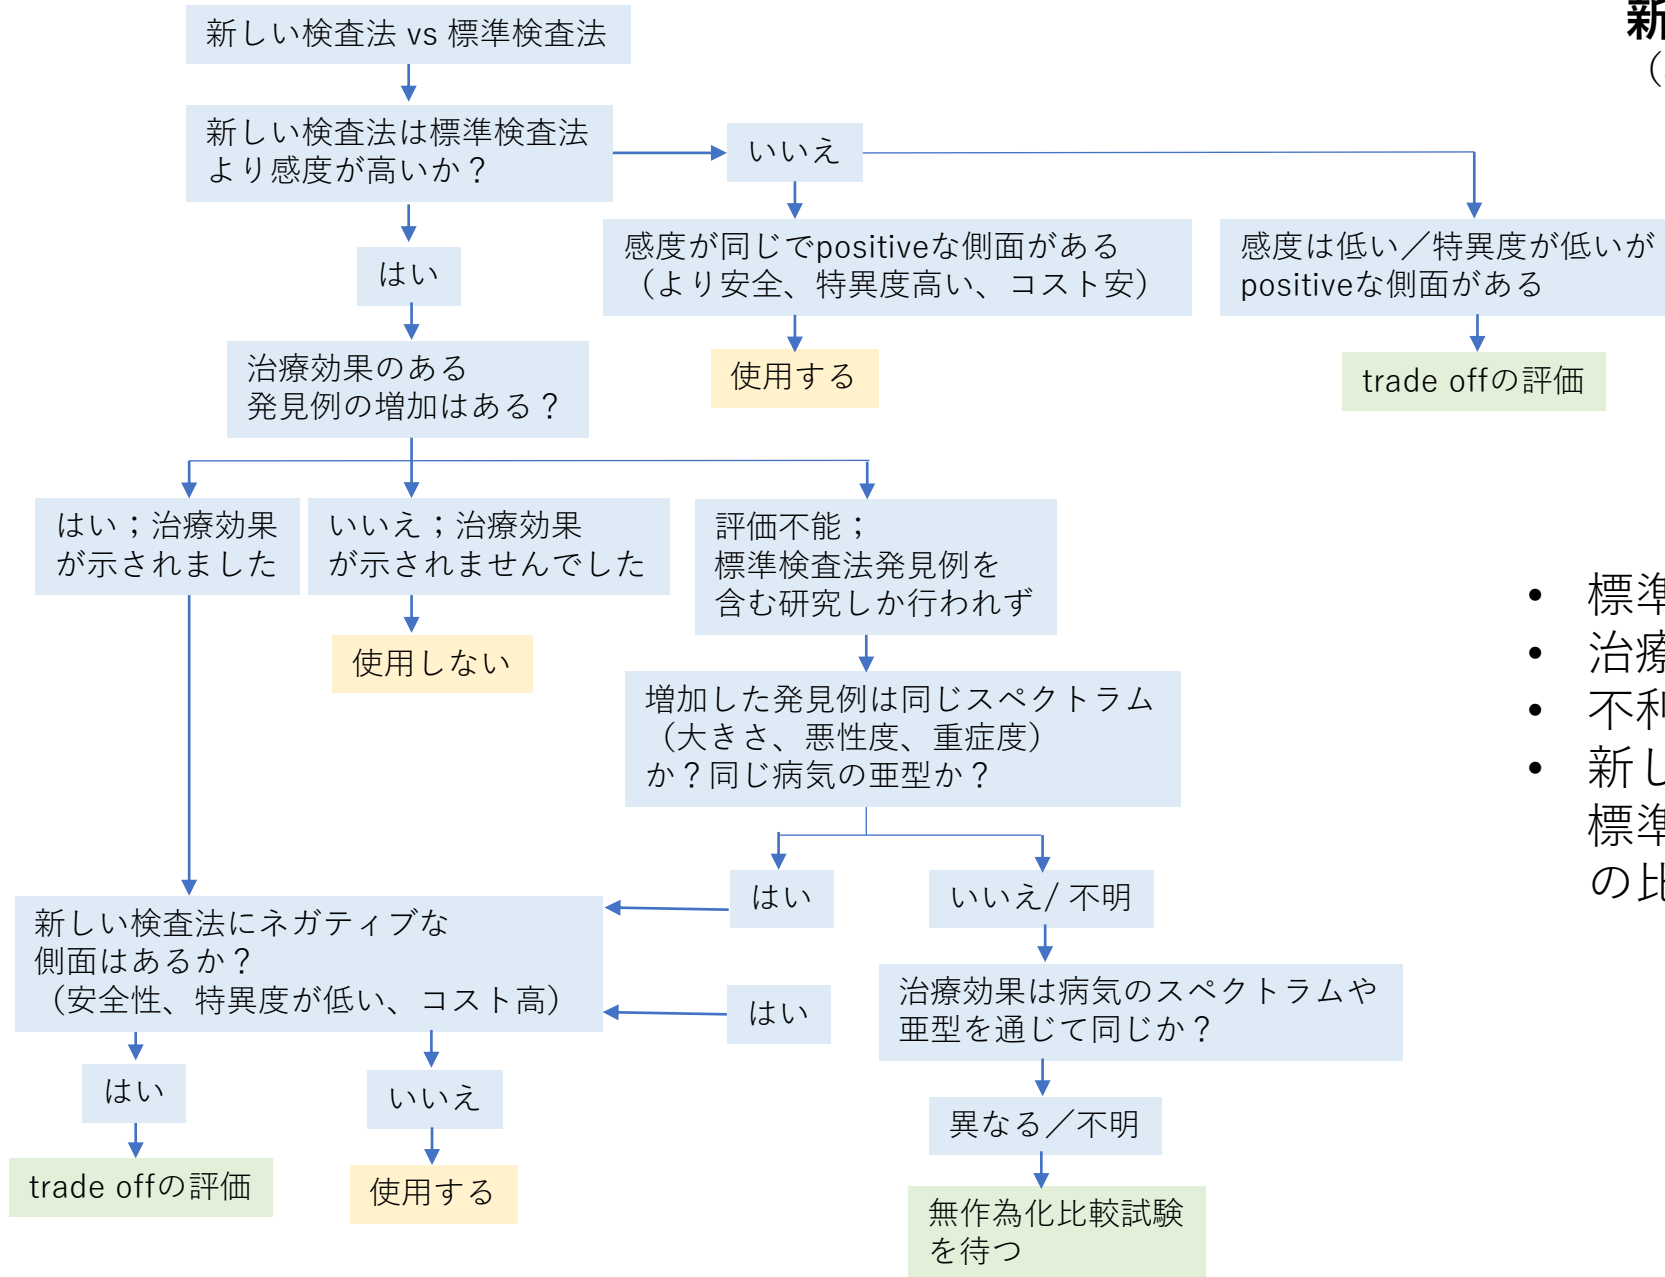 新しい検査法 vs 標準検査法
新しい検査法は標準検査法
より感度が高いか？
いいえ
はい
感度が同じでpositiveな側面がある
（より安全、特異度高い、コスト安）
感度は低い／特異度が低いが
positiveな側面がある
使用する
trade offの評価
治療効果のある
発見例の増加はある？
はい；治療効果
が示されました
いいえ；治療効果
が示されませんでした
評価不能；
標準検査法発見例を
含む研究しか行われず
使用しない
増加した発見例は同じスペクトラム
（大きさ、悪性度、重症度）
か？同じ病気の亜型か？
はい
いいえ/ 不明
新しい検査法にネガティブな
側面はあるか？
（安全性、特異度が低い、コスト高）
はい
治療効果は病気のスペクトラムや
亜型を通じて同じか？
はい
いいえ
異なる／不明
trade offの評価
使用する
無作為化比較試験
を待つ
新
（
• 標準
• 治療
• 不利
• 新し
標準
の比